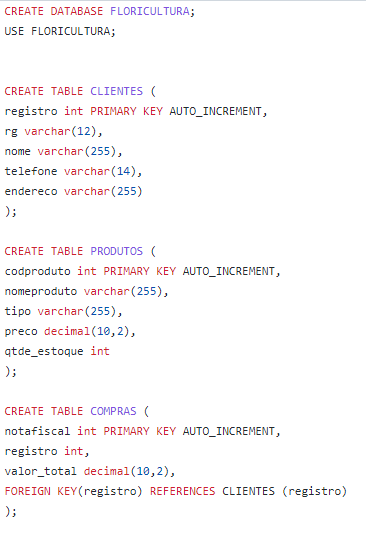 CREATE DATABASE FLORICULTURA;
USE FLORICULTURA;
CREATE TABLE CLIENTES (
registro int PRIMARY KEY AUTO_INCREMENT,
rg varchar(12),
nome varchar(255),
telefone varchar(14),
endereco varchar(255)
);
CREATE TABLE PRODUTOS (
codproduto int PRIMARY KEY AUTO_INCREMENT,
nomeproduto varchar(255),
tipo varchar(255),
preco decimal(10,2),
qtde_estoque int
);
CREATE TABLE COMPRAS (
notafiscal int PRIMARY KEY AUTO_INCREMENT,
registro int,
valor_total decimal(10,2),
FOREIGN KEY(registro) REFERENCES CLIENTES (registro)
);